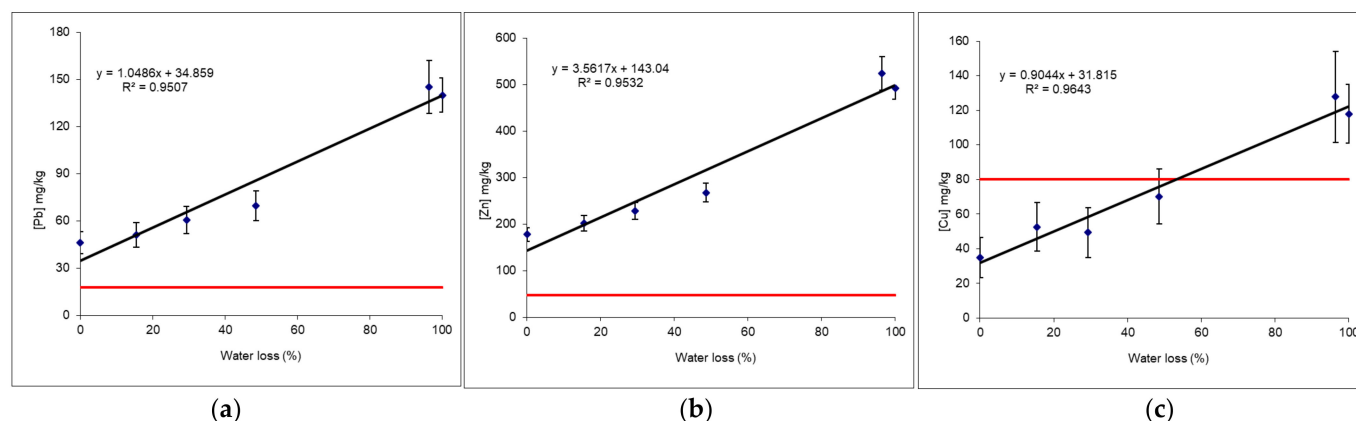 [Pb] mg/kg
180
150
120
90
60
30
0
y = 1.0486x + 34.859
R² = 0.9507
0 20 40 60 80 100
Water loss (%)
(a)
[Zn] mg/kg
600
500
400
300
200
100
0
y = 3.5617x + 143.04
R² = 0.9532
0 20 40 60 80 100
Water loss (%)
(b)
[Cu] mg/kg
160
140
120
100
80
60
40
20
0
y = 0.9044x + 31.815
R² = 0.9643
0 20 40 60 80 100
Water loss (%)
(c)